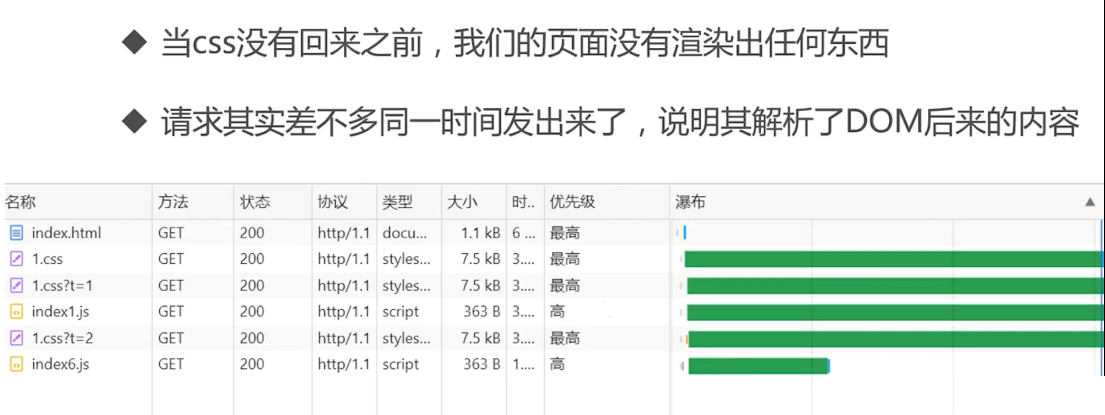 ◆ 当css没有回来之前，我们的页面没有渲染出任何东西
◆ 请求其实差不多同一时间发出来了，说明其解析了DOM后来的内容
名称 方法 状态 协议 类型 大小 时.. 优先级 瀑布
index.html GET 200 http/1.1 docu... 1.1 kB 6 ... 最高
1.css GET 200 http/1.1 styles... 7.5 kB 3.... 最高
1.css?t=1 GET 200 http/1.1 styles... 7.5 kB 3.... 最高
index1.js GET 200 http/1.1 script 363 B 3.... 高
1.css?t=2 GET 200 http/1.1 styles... 7.5 kB 3.... 最高
index6.js GET 200 http/1.1 script 363 B 1.... 高